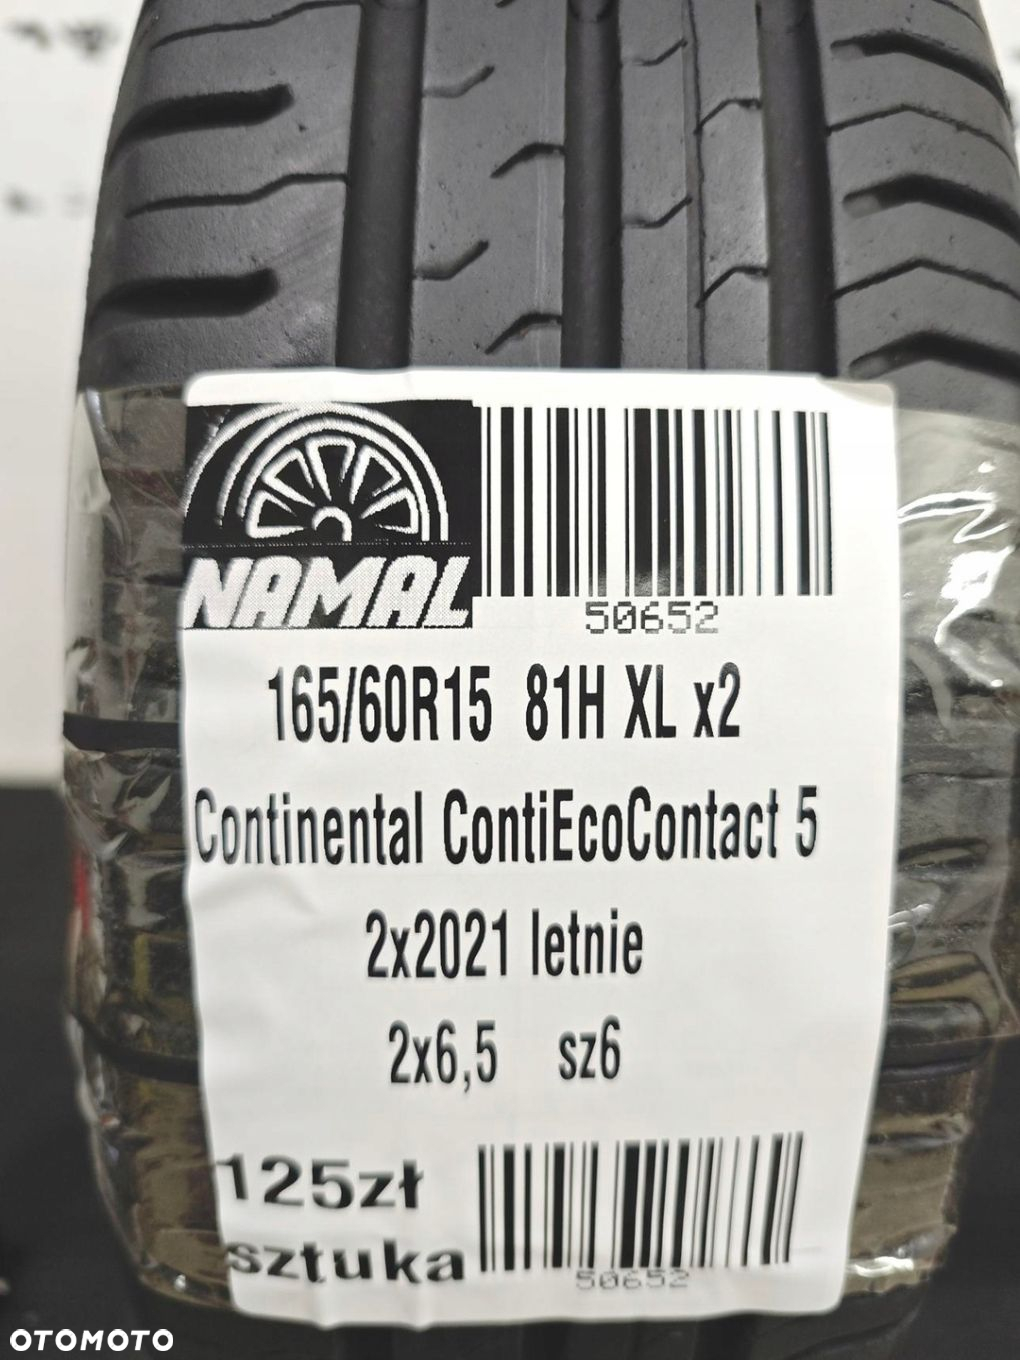 NAMAL
50652
165/60R15 81H XL x2
Continental ContiEcoContact 5
2x2021 letnie
2x6,5 sz6
125zł
sztuka
50652
OTOMOTO